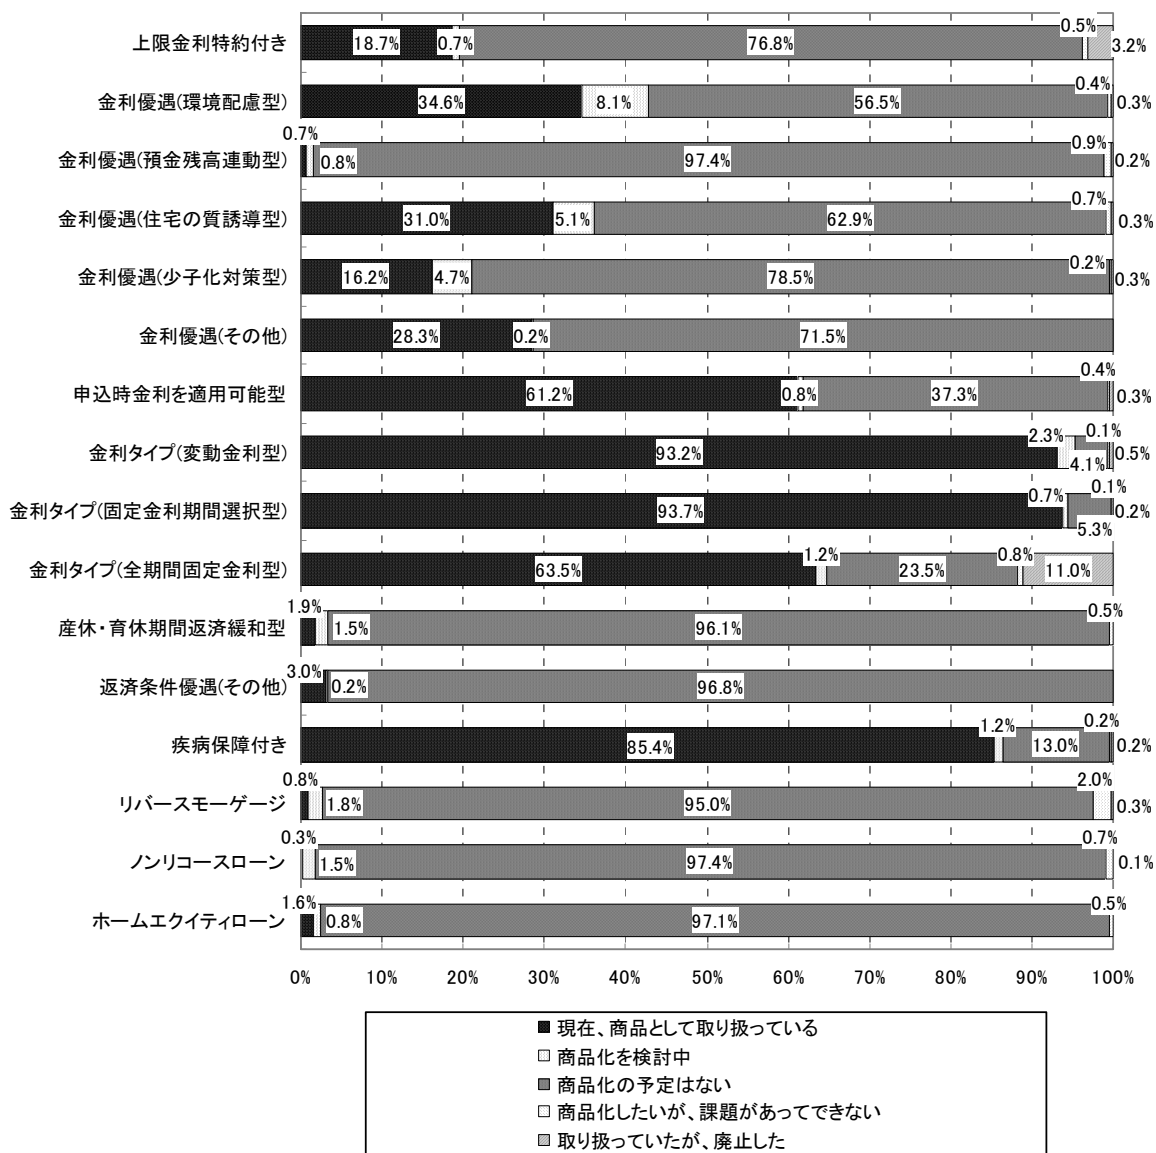 上限金利特約付き 18.7% 0.7% 76.8% 0.5% 3.2%
金利優遇(環境配慮型) 34.6% 8.1% 56.5% 0.4% 0.3%
金利優遇(預金残高連動型) 0.7% 0.8% 97.4% 0.9% 0.2%
金利優遇(住宅の質誘導型) 31.0% 5.1% 62.9% 0.7% 0.3%
金利優遇(少子化対策型) 16.2% 4.7% 78.5% 0.2% 0.3%
金利優遇(その他) 28.3% 0.2% 71.5%
申込時金利を適用可能型 61.2% 0.8% 37.3% 0.4% 0.3%
金利タイプ(変動金利型) 93.2% 2.3% 4.1% 0.1% 0.5%
金利タイプ(固定金利期間選択型) 93.7% 0.7% 5.3% 0.1% 0.2%
金利タイプ(全期間固定金利型) 63.5% 1.2% 23.5% 0.8% 11.0%
産休・育休期間返済緩和型 1.9% 1.5% 96.1% 0.5%
返済条件優遇(その他) 3.0% 0.2% 96.8%
疾病保障付き 85.4% 1.2% 13.0% 0.2% 0.2%
リバースモーゲージ 0.8% 1.8% 95.0% 2.0% 0.3%
ノンリコースローン 0.3% 1.5% 97.4% 0.7% 0.1%
ホームエクイティローン 1.6% 0.8% 97.1% 0.5%
0% 10% 20% 30% 40% 50% 60% 70% 80% 90% 100%
現在、商品として取り扱っている
商品化を検討中
商品化の予定はない
商品化したいが、課題があってできない
取り扱っていたが、廃止した